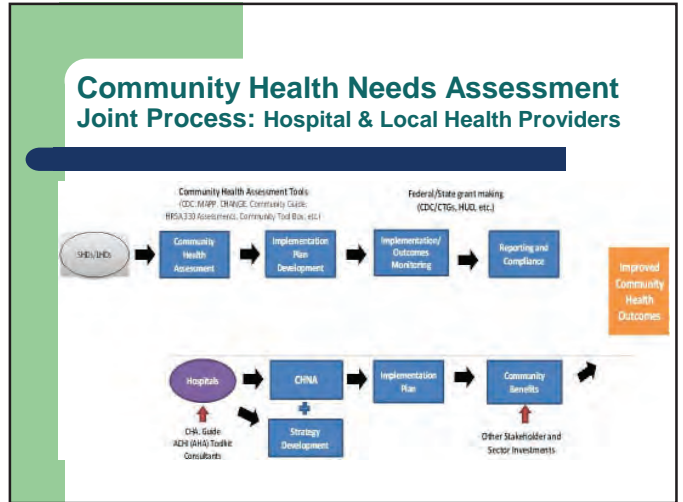 Community Health Needs Assessment
Joint Process: Hospital & Local Health Providers
Community Health Assessment Tools
(CDC, MAPP, CHANGE, Community Guide,
HRSA 330 Assessments, Community Tool Box, etc.)
Federal/State grant making
(CDC/CTGs, HUD, etc.)
SHDs/LHDs
Community
Health
Assessment
Implementation
Plan
Development
Implementation/
Outcomes
Monitoring
Reporting and
Compliance
Improved
Community
Health
Outcomes
Hospitals
CHNA
Implementation
Plan
Community
Benefits
Strategy
Development
CHA, Guide
ACHI (AHA) Toolkit
Consultants
Other Stakeholder and
Sector Investments